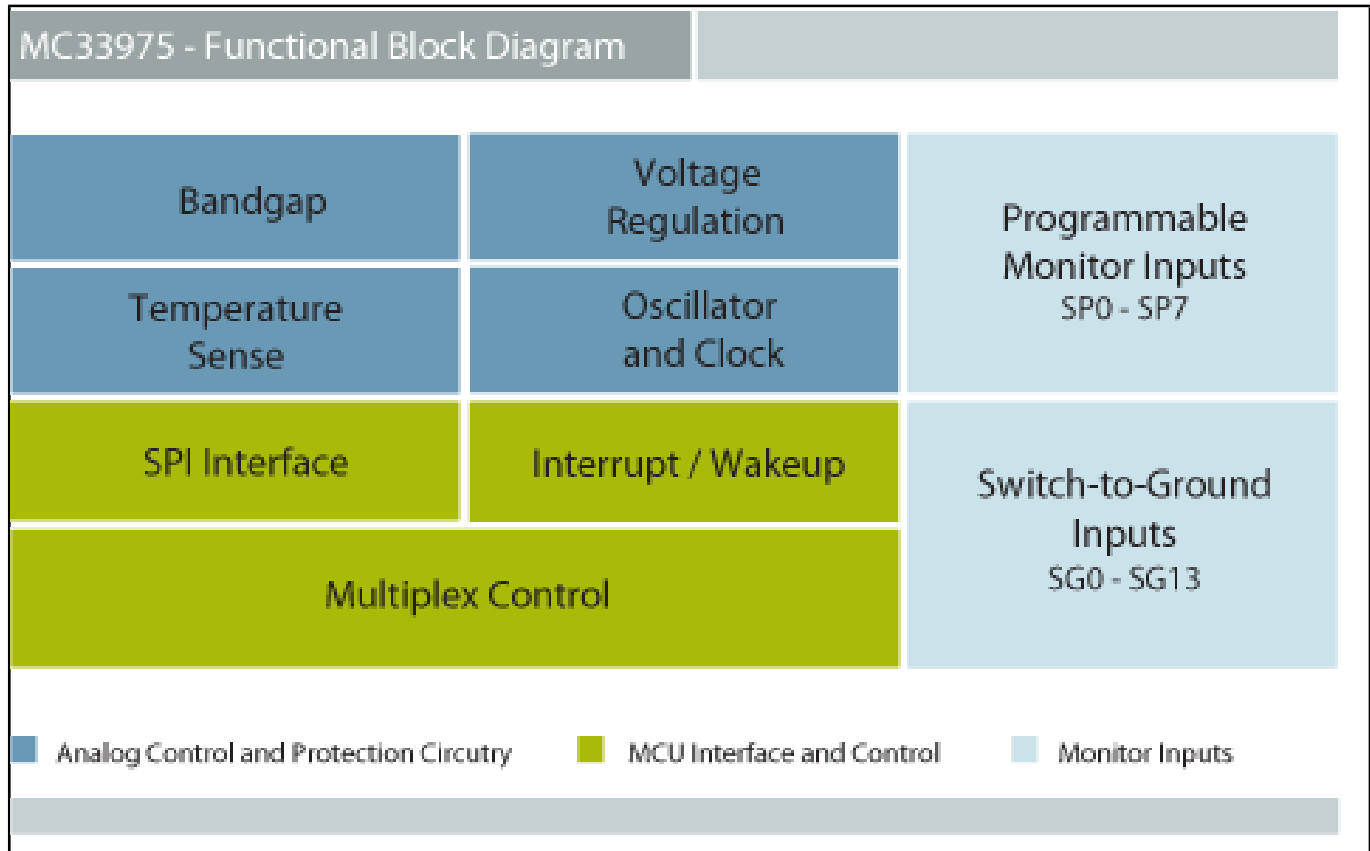 MC33975 - Functional Block Diagram
Bandgap
Voltage
Regulation
Programmable
Monitor Inputs
SP0 - SP7
Temperature
Sense
Oscillator
and Clock
SPI Interface
Interrupt / Wakeup
Switch-to-Ground
Inputs
SG0 - SG13
Multiplex Control
Analog Control and Protection Circutry
MCU Interface and Control
Monitor Inputs